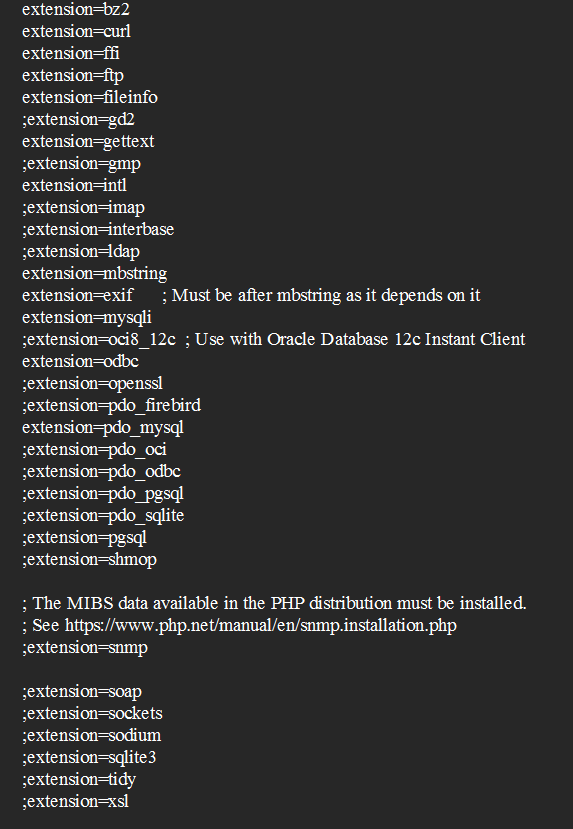 extension=bz2
extension=curl
extension=ffi
extension=ftp
extension=fileinfo
;extension=gd2
extension=gettext
;extension=gmp
extension=intl
;extension=imap
;extension=interbase
;extension=ldap
extension=mbstring
extension=exif      ; Must be after mbstring as it depends on it
extension=mysqli
;extension=oci8_12c  ; Use with Oracle Database 12c Instant Client
extension=odbc
;extension=openssl
;extension=pdo_firebird
extension=pdo_mysql
;extension=pdo_oci
;extension=pdo_odbc
;extension=pdo_pgsql
;extension=pdo_sqlite
;extension=pgsql
;extension=shmop
; The MIBS data available in the PHP distribution must be installed.
; See https://www.php.net/manual/en/snmp.installation.php
;extension=snmp
;extension=soap
;extension=sockets
;extension=sodium
;extension=sqlite3
;extension=tidy
;extension=xsl